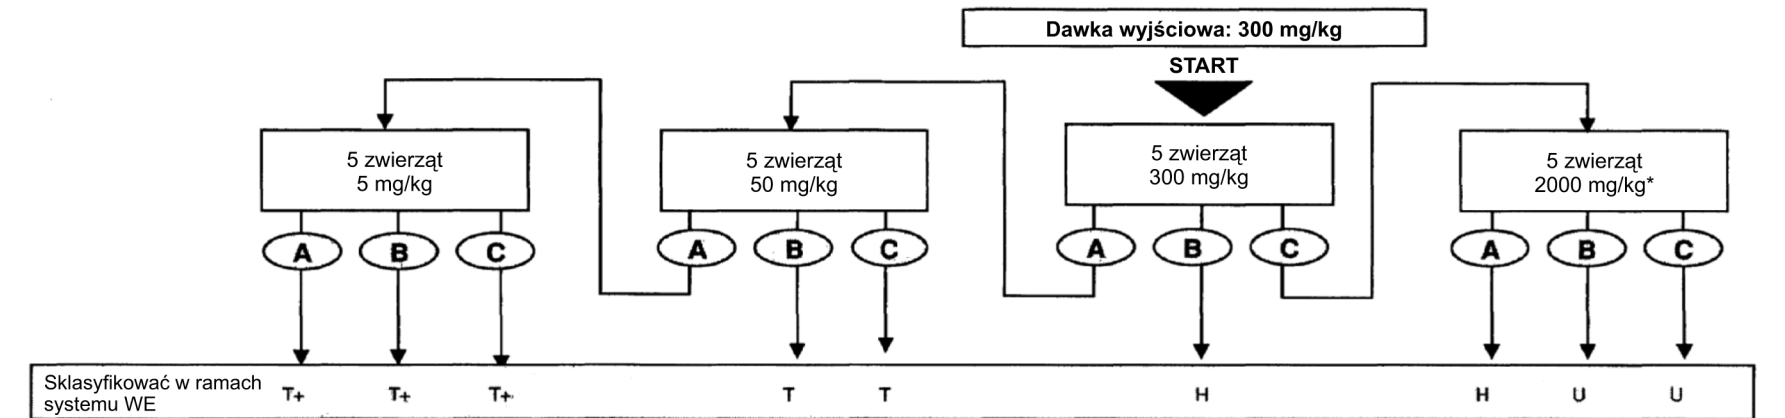 Dawka wyjściowa: 300 mg/kg
START
5 zwierząt
5 mg/kg
5 zwierząt
50 mg/kg
5 zwierząt
300 mg/kg
5 zwierząt
2000 mg/kg*
A B C A B C A B C A B C
Sklasyfikować w ramach
systemu WE
T+ T+ T+ T T H H U U